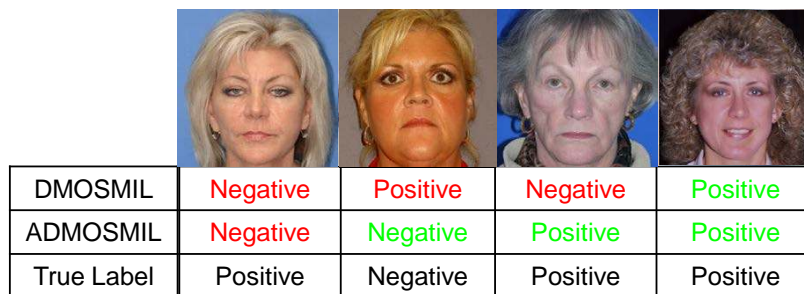 DMOSMIL Negative Positive Negative Positive
ADMOSMIL Negative Negative Positive Positive
True Label Positive Negative Positive Positive